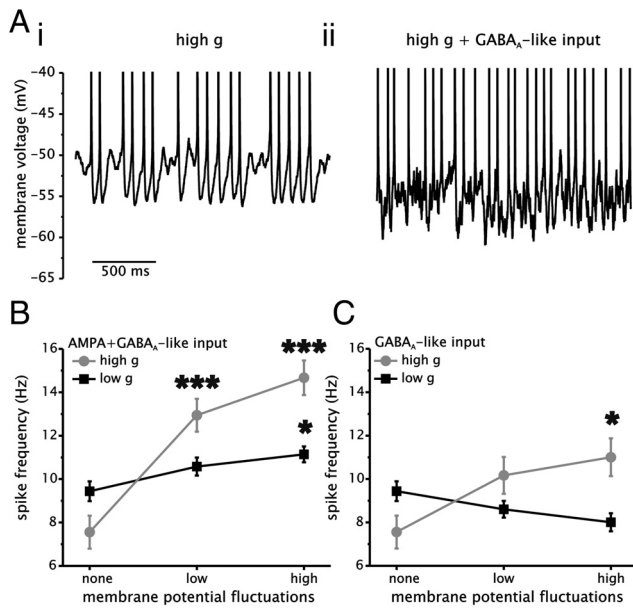 A
i
high g
ii
high g + GABAA-like input
membrane voltage (mV)
-40
-45
-50
-55
-60
-65
500 ms
B
AMPA+GABAA-like input
high g
low g
***
***
*
spike frequency (Hz)
16
14
12
10
8
6
none
low
high
membrane potential fluctuations
C
GABAA-like input
high g
low g
*
spike frequency (Hz)
16
14
12
10
8
6
none
low
high
membrane potential fluctuations